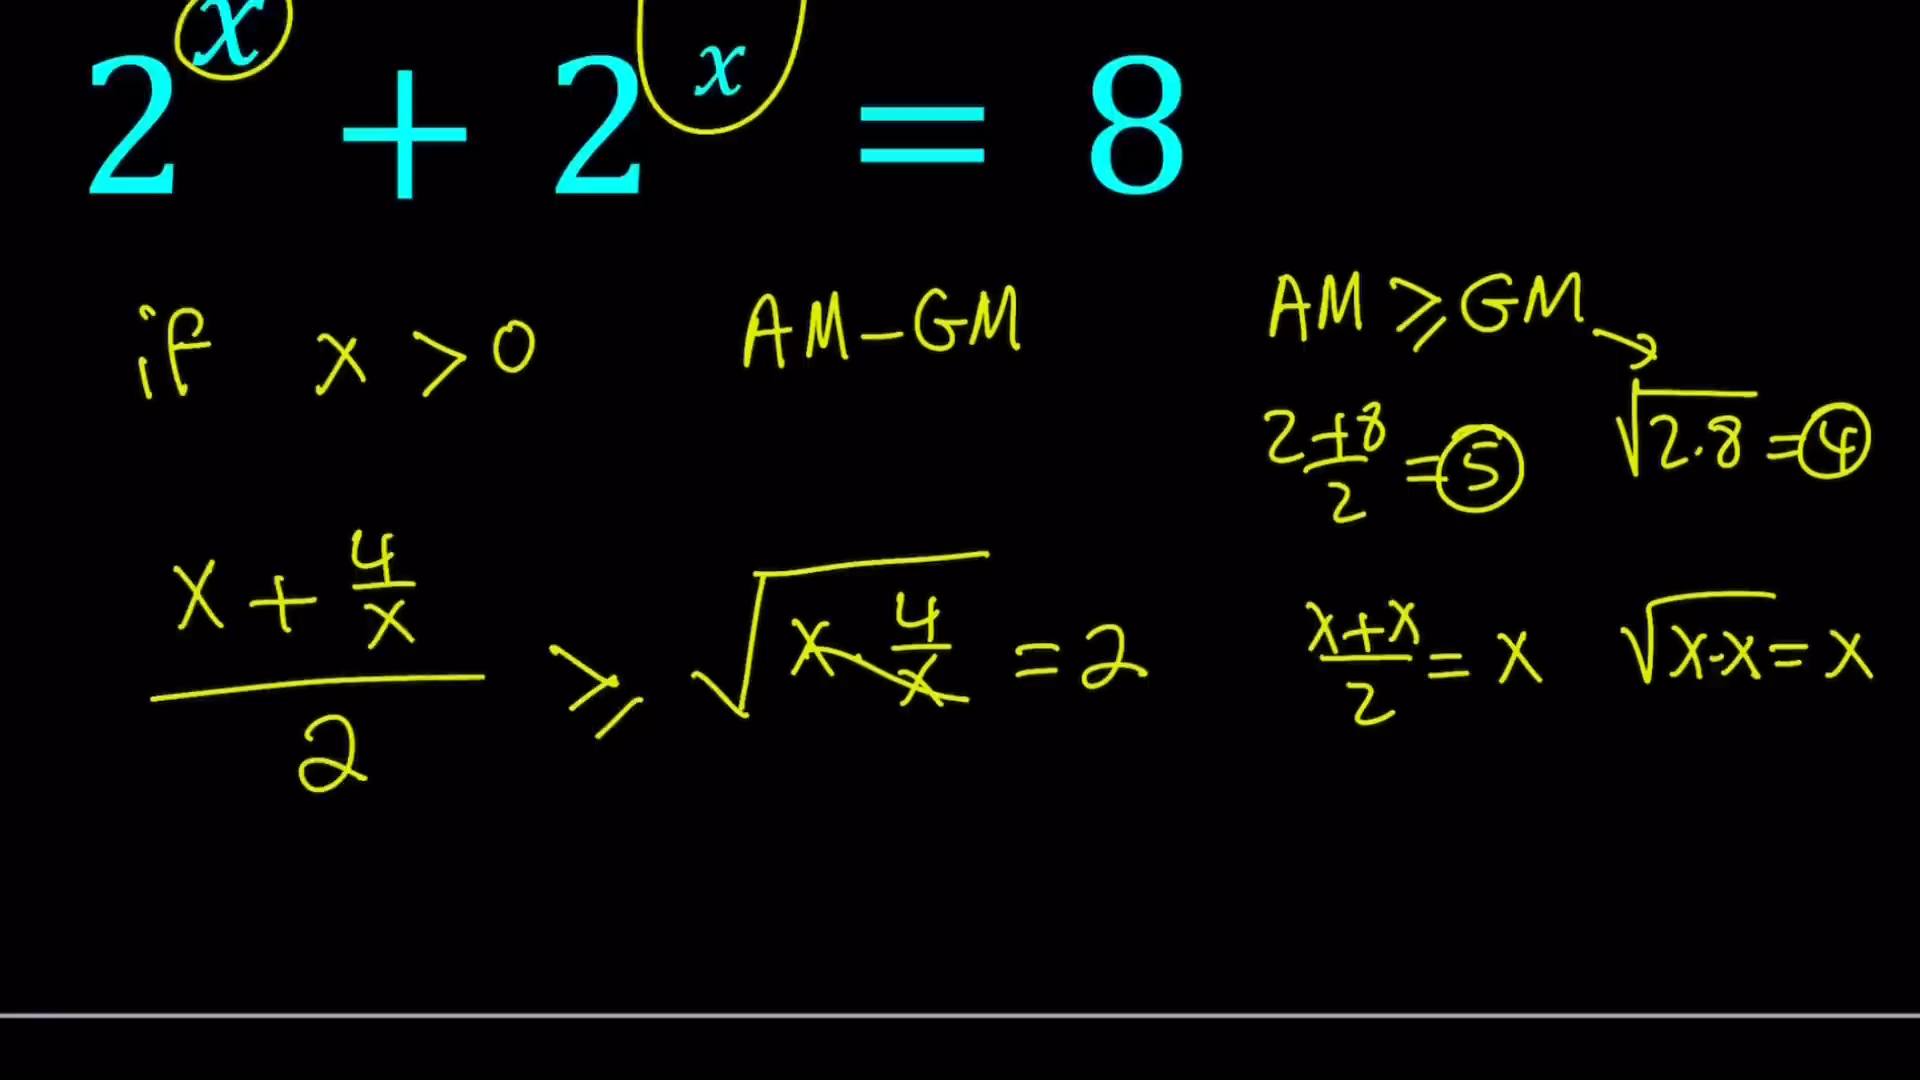 2^x + 2^x = 8
if x > 0 AM-GM AM ≥ GM →
(2+8)/2 = 5 √(2·8) = 4
(x + 4/x)/2 ≥ √(x · 4/x) = 2 (x+x)/2 = x √(x·x) = x